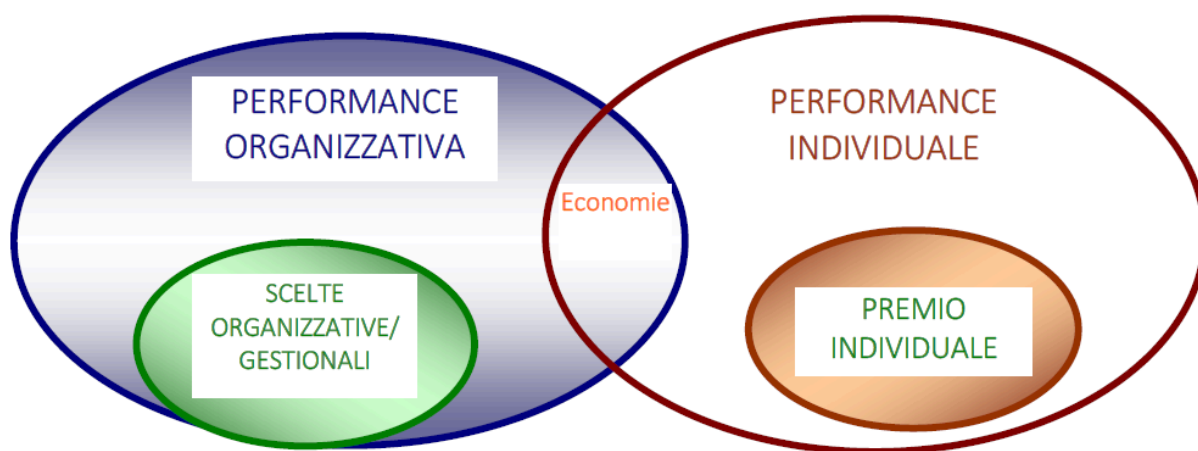 PERFORMANCE
ORGANIZZATIVA
PERFORMANCE
INDIVIDUALE
Economie
SCELTE
ORGANIZZATIVE/
GESTIONALI
PREMIO
INDIVIDUALE